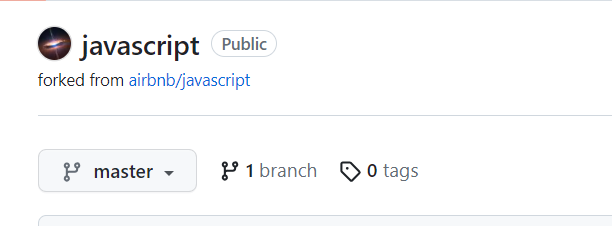 javascript Public
forked from airbnb/javascript
master 1 branch 0 tags